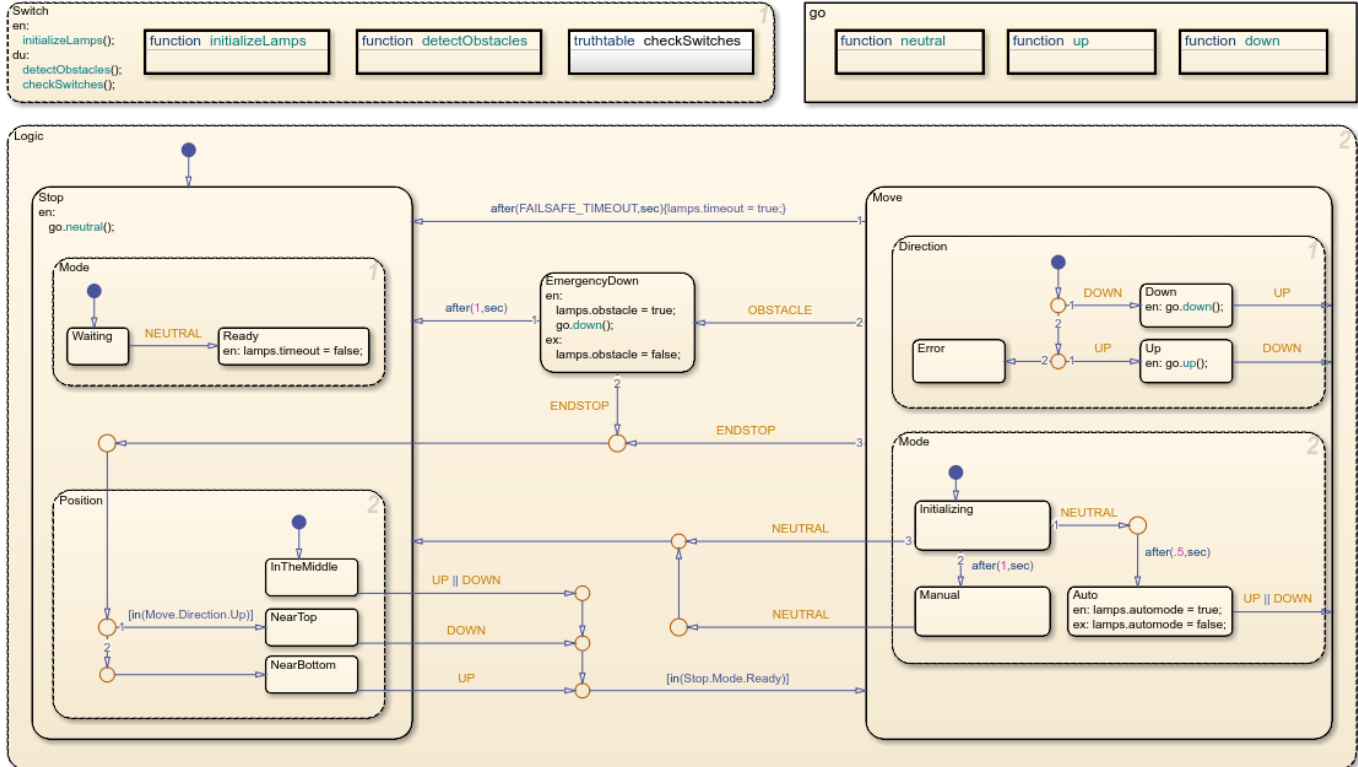 Switch
1
en:
initializeLamps();
du:
detectObstacles();
checkSwitches();
function initializeLamps
function detectObstacles
truthtable checkSwitches
go
function neutral
function up
function down
Logic
2
Stop
en:
go.neutral();
Mode
1
Waiting
NEUTRAL
Ready
en: lamps.timeout = false;
after(FAILSAFE_TIMEOUT,sec){lamps.timeout = true;}
1
after(1,sec)
1
EmergencyDown
en:
lamps.obstacle = true;
go.down();
ex:
lamps.obstacle = false;
OBSTACLE
2
2
ENDSTOP
ENDSTOP
3
Move
Direction
1
1
DOWN
Down
en: go.down();
UP
2
Error
2
1
UP
Up
en: go.up();
DOWN
Mode
2
Initializing
1
NEUTRAL
3
NEUTRAL
2
after(1,sec)
after(.5,sec)
Manual
NEUTRAL
Auto
en: lamps.automode = true;
ex: lamps.automode = false;
UP || DOWN
Position
2
InTheMiddle
UP || DOWN
[in(Move.Direction.Up)]
1
NearTop
DOWN
2
NearBottom
UP
[in(Stop.Mode.Ready)]